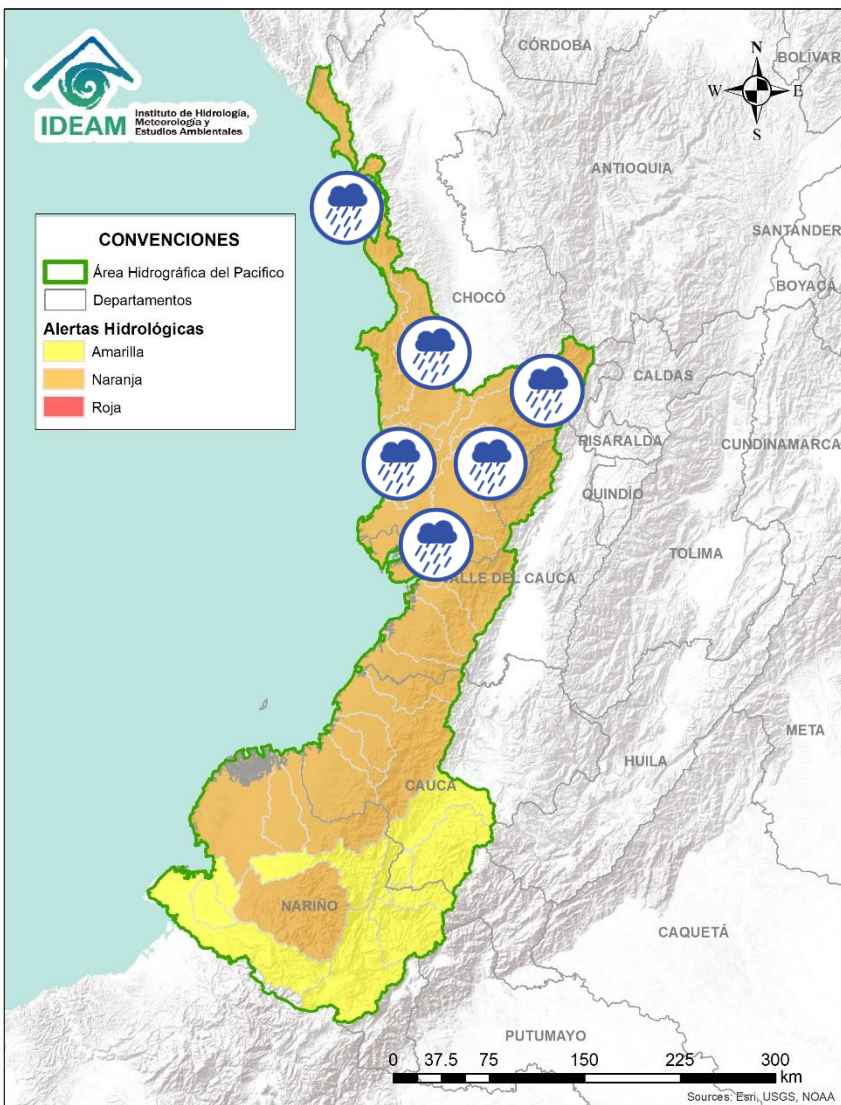 IDEAM
Instituto de Hidrología,
Meteorología y
Estudios Ambientales
CÓRDOBA
BOLÍVAR
N
W
E
S
ANTIOQUIA
SANTANDER
BOYACÁ
CONVENCIONES
Área Hidrográfica del Pacifico
Departamentos
Alertas Hidrológicas
Amarilla
Naranja
Roja
CHOCÓ
CALDAS
RISARALDA
CUNDINAMARCA
QUINDÍO
TOLIMA
VALLE DEL CAUCA
META
HUILA
CAUCA
NARIÑO
CAQUETÁ
PUTUMAYO
0 37.5 75 150 225 300
km
Sources: Esri, USGS, NOAA